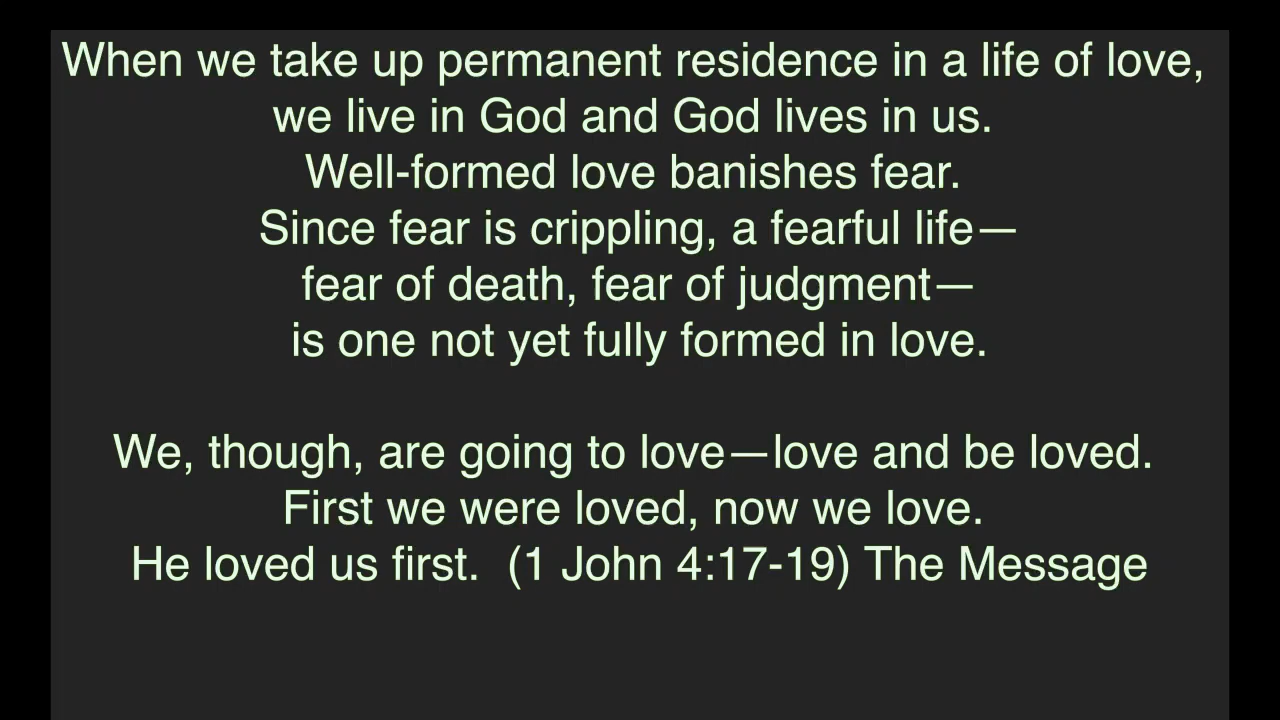 When we take up permanent residence in a life of love,
we live in God and God lives in us.
Well-formed love banishes fear.
Since fear is crippling, a fearful life—
fear of death, fear of judgment—
is one not yet fully formed in love.
We, though, are going to love—love and be loved.
First we were loved, now we love.
He loved us first.  (1 John 4:17-19) The Message